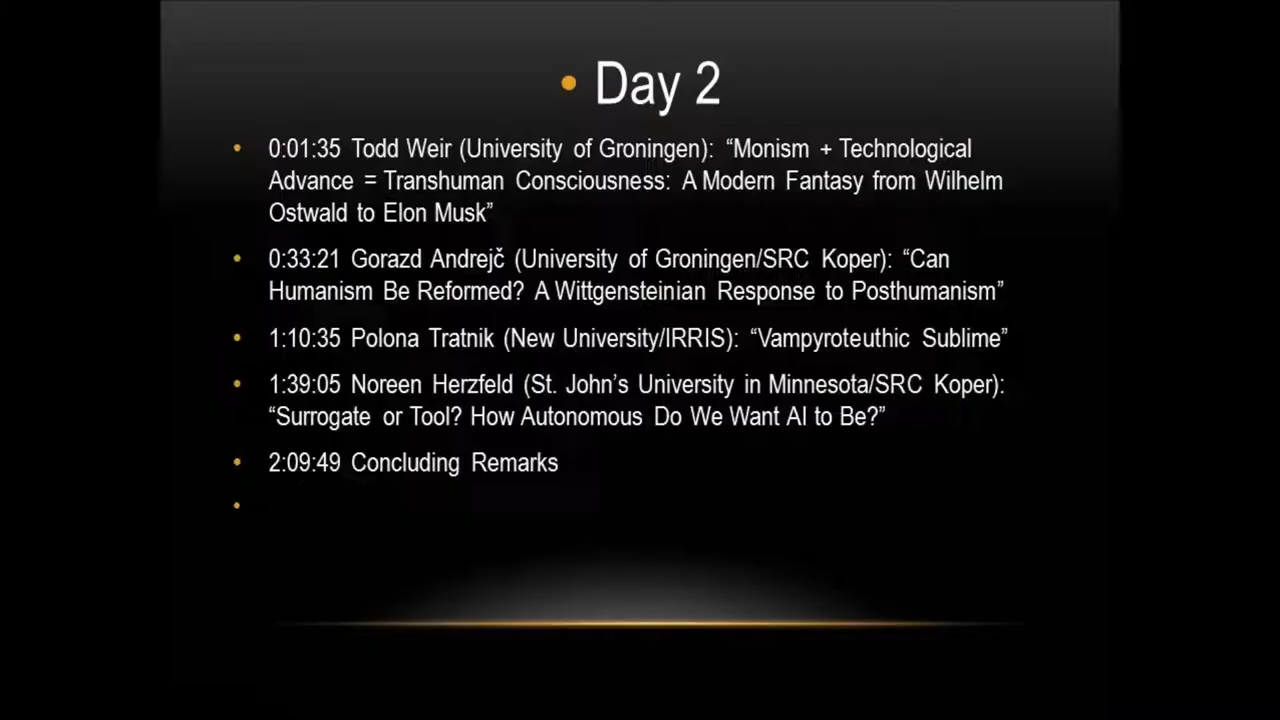 • Day 2
• 0:01:35 Todd Weir (University of Groningen): “Monism + Technological
Advance = Transhuman Consciousness: A Modern Fantasy from Wilhelm
Ostwald to Elon Musk”
• 0:33:21 Gorazd Andrejč (University of Groningen/SRC Koper): “Can
Humanism Be Reformed? A Wittgensteinian Response to Posthumanism”
• 1:10:35 Polona Tratnik (New University/IRRIS): “Vampyroteuthic Sublime”
• 1:39:05 Noreen Herzfeld (St. John’s University in Minnesota/SRC Koper):
“Surrogate or Tool? How Autonomous Do We Want AI to Be?”
• 2:09:49 Concluding Remarks
•